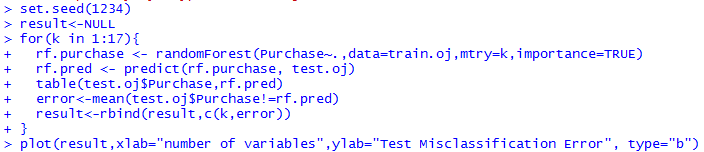 > set.seed(1234)
> result<-NULL
> for(k in 1:17){
+   rf.purchase <- randomForest(Purchase~.,data=train.oj,mtry=k,importance=TRUE)
+   rf.pred <- predict(rf.purchase, test.oj)
+   table(test.oj$Purchase,rf.pred)
+   error<-mean(test.oj$Purchase!=rf.pred)
+   result<-rbind(result,c(k,error))
+ }
> plot(result,xlab="number of variables",ylab="Test Misclassification Error", type="b")